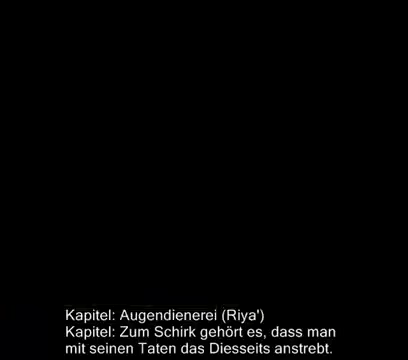 Kapitel: Augendienerei (Riya')
Kapitel: Zum Schirk gehört es, dass man
mit seinen Taten das Diesseits anstrebt.